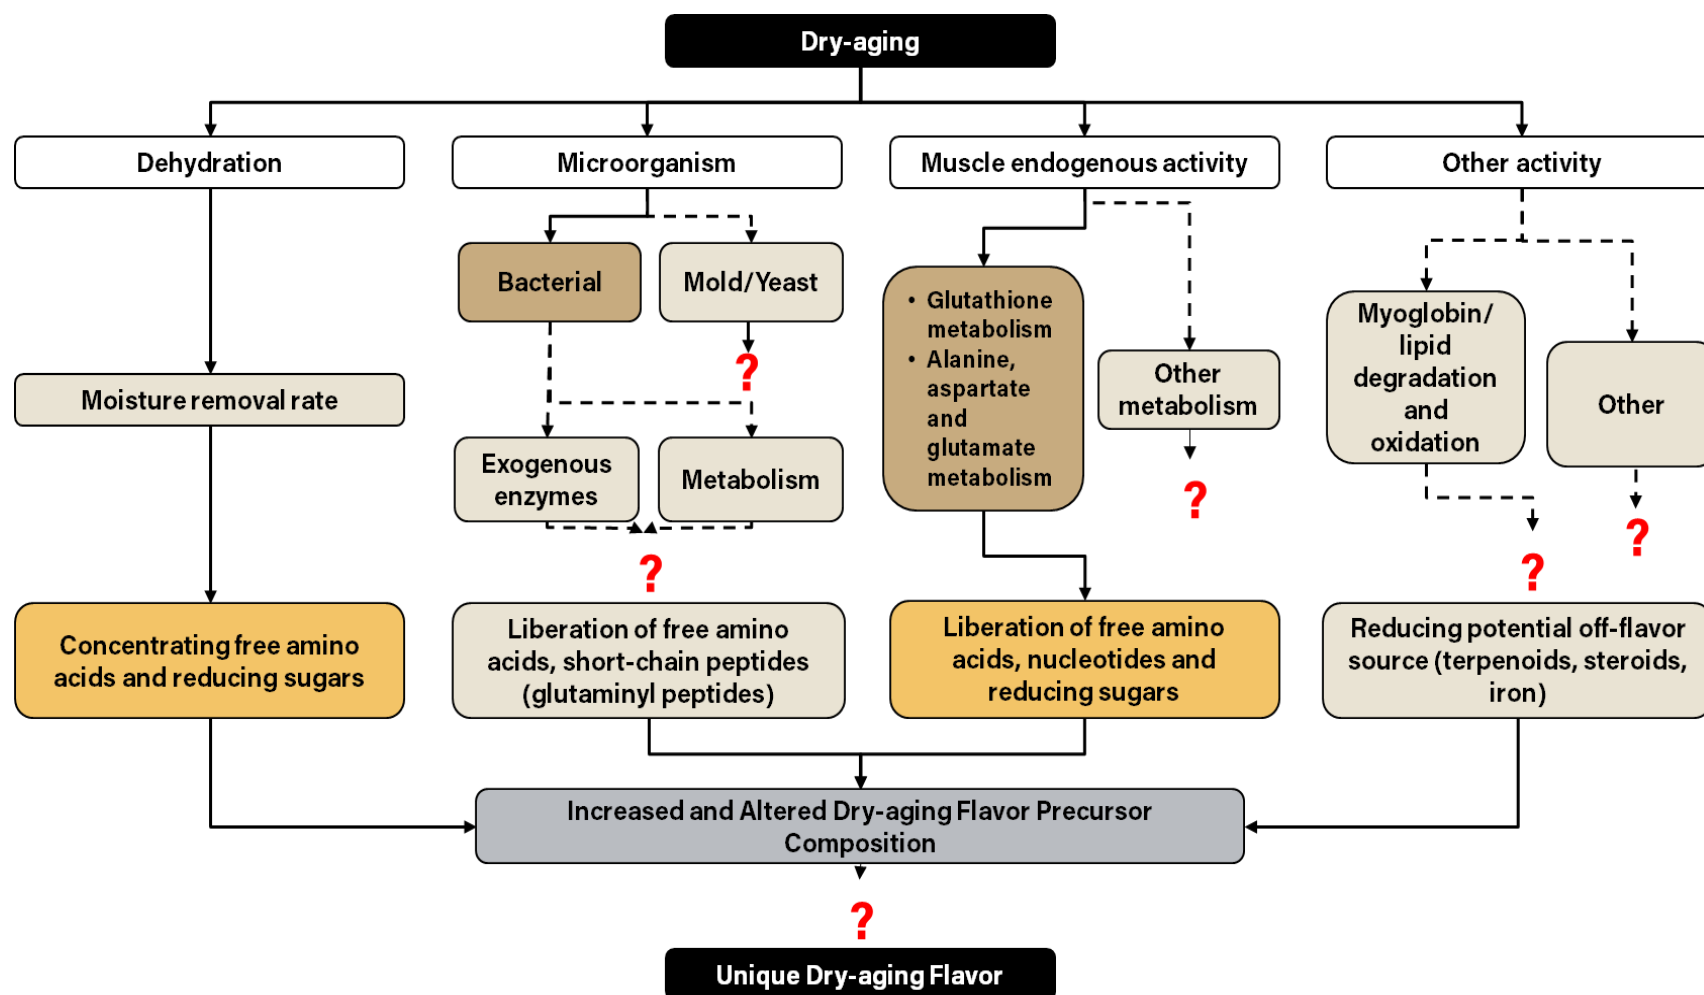 Dry-aging
Dehydration
Microorganism
Muscle endogenous activity
Other activity
Bacterial
Mold/Yeast
?
• Glutathione
metabolism
• Alanine,
aspartate
and
glutamate
metabolism
Other
metabolism
?
Myoglobin/
lipid
degradation
and
oxidation
?
Other
?
Moisture removal rate
Exogenous
enzymes
Metabolism
?
Concentrating free amino
acids and reducing sugars
Liberation of free amino
acids, short-chain peptides
(glutaminyl peptides)
Liberation of free amino
acids, nucleotides and
reducing sugars
Reducing potential off-flavor
source (terpenoids, steroids,
iron)
Increased and Altered Dry-aging Flavor Precursor
Composition
?
Unique Dry-aging Flavor